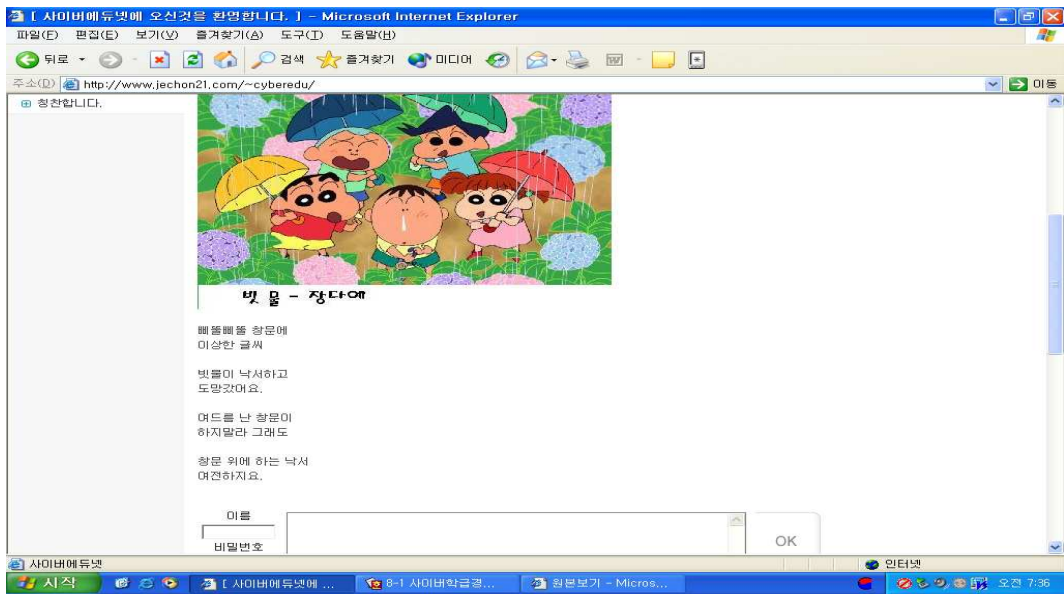 [ 사이버에듀넷에 오신것을 환영합니다. ] - Microsoft Internet Explorer
파일(F) 편집(E) 보기(V) 즐겨찾기(A) 도구(T) 도움말(H)
뒤로 검색 즐겨찾기 미디어
주소(D) http://www.jechon21.com/~cyberedu/ 이동
칭찬합니다.
빗 물 - 장다에
삐뚤삐뚤 창문에
이상한 글씨
빗물이 낙서하고
도망갔어요.
여드름 난 창문이
하지말라 그래도
창문 위에 하는 낙서
여전하지요.
이름
비밀번호
OK
사이버에듀넷 인터넷
시작 [ 사이버에듀넷에 ... 8-1 사이버학급경... 원본보기 - Micros... 오전 7:36